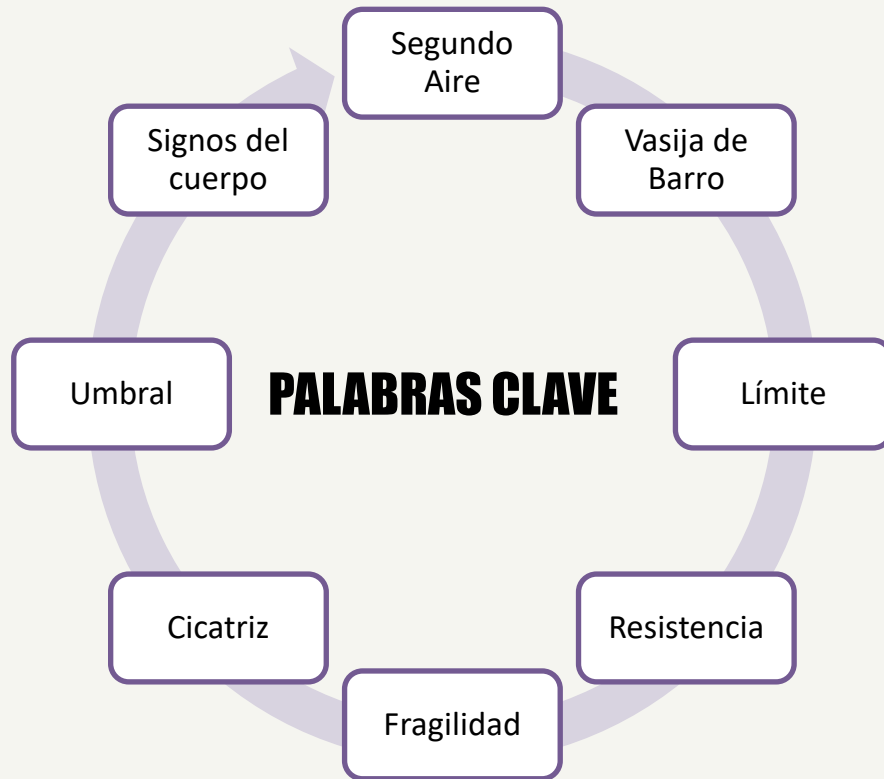 Segundo
Aire
Vasija de
Barro
Límite
Resistencia
Fragilidad
Cicatriz
Umbral
Signos del
cuerpo
PALABRAS CLAVE